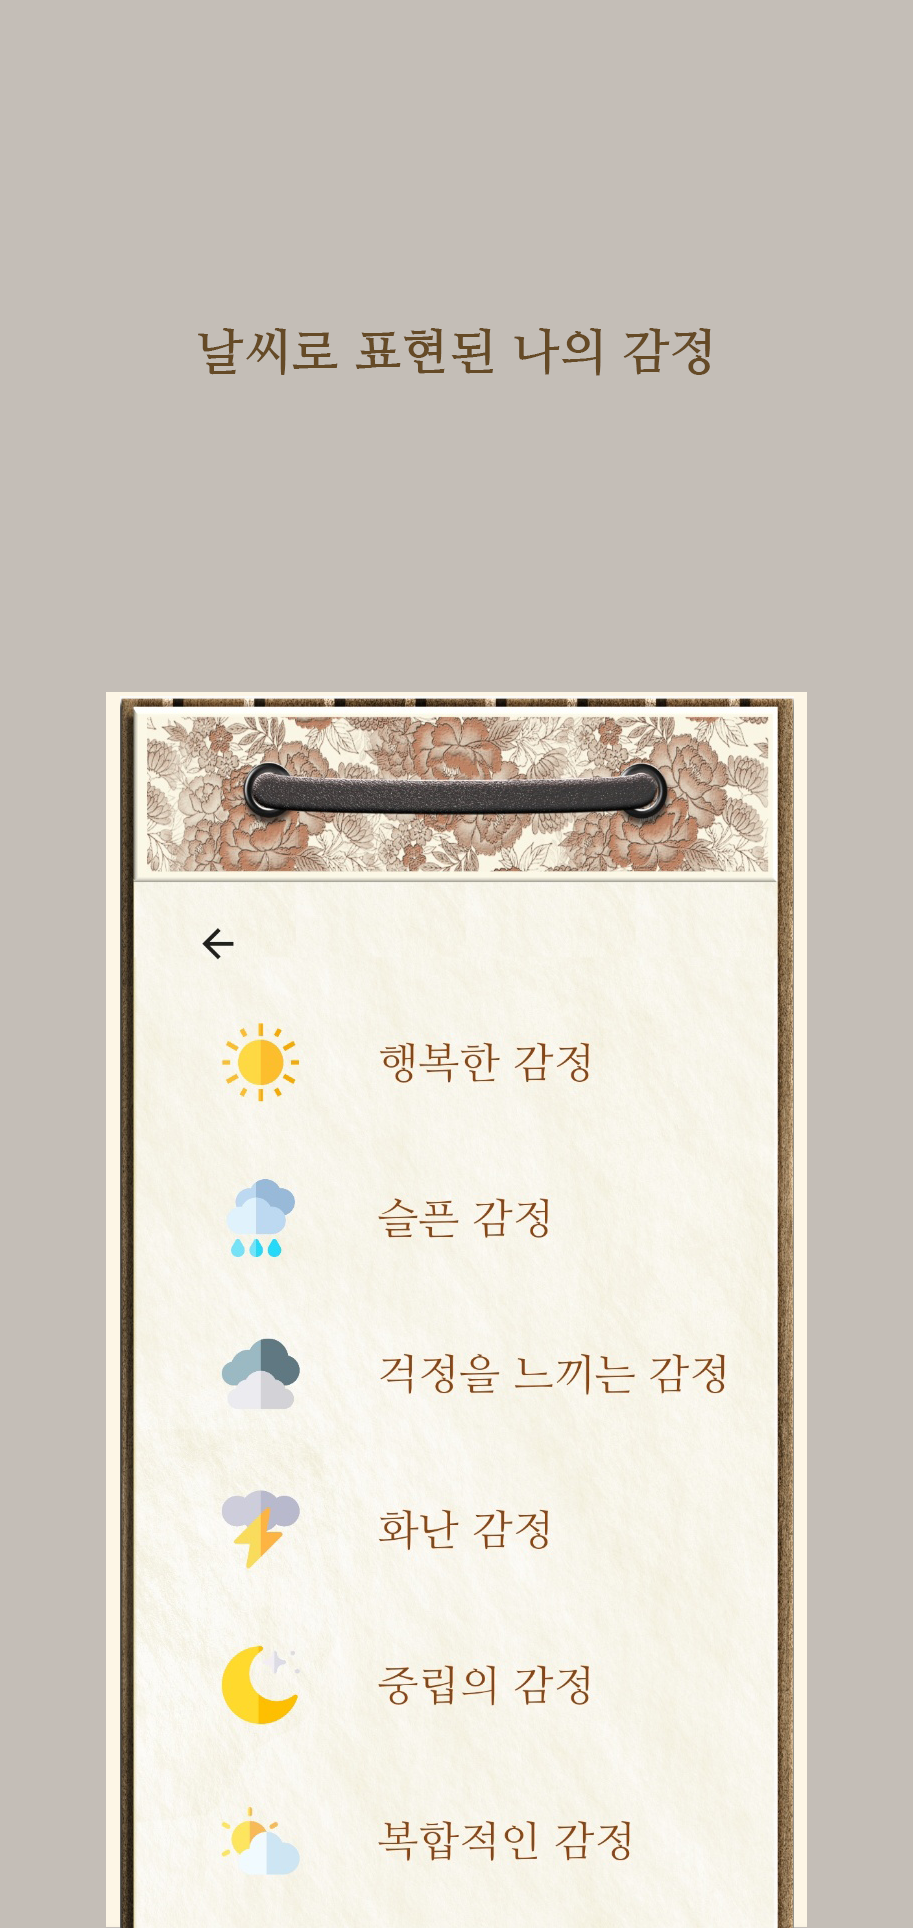 날씨로 표현된 나의 감정
행복한 감정
슬픈 감정
걱정을 느끼는 감정
화난 감정
중립의 감정
복합적인 감정